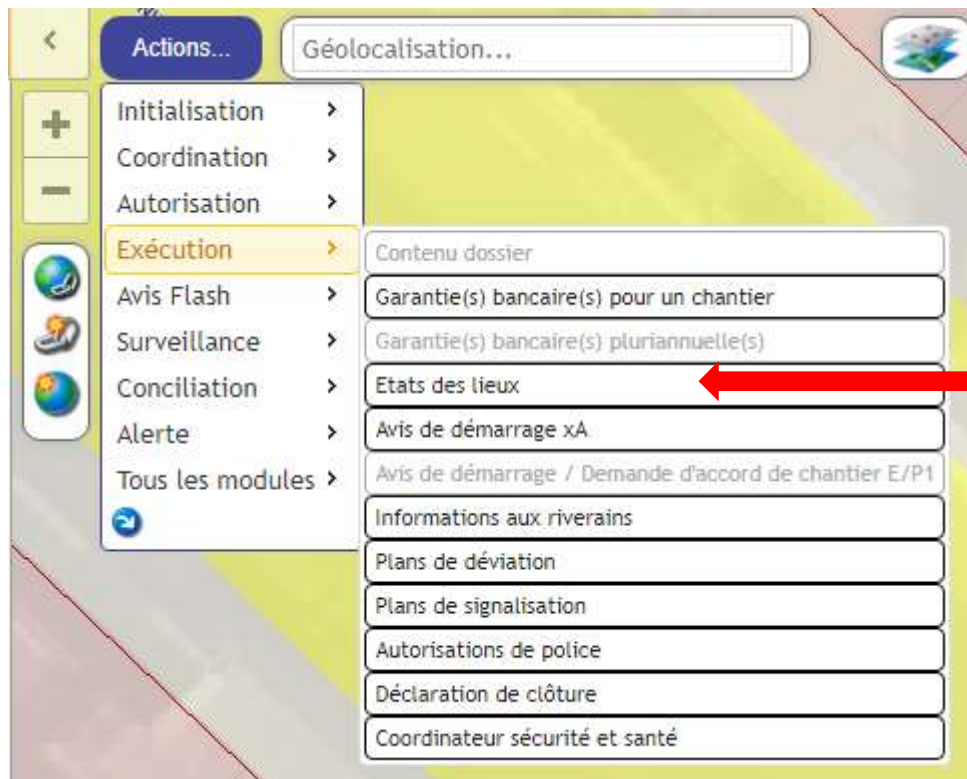 Actions...
Géolocalisation...
Initialisation
Coordination
Autorisation
Exécution
Avis Flash
Surveillance
Conciliation
Alerte
Tous les modules
Contenu dossier
Garantie(s) bancaire(s) pour un chantier
Garantie(s) bancaire(s) pluriannuelle(s)
Etats des lieux
Avis de démarrage xA
Avis de démarrage / Demande d'accord de chantier E/P1
Informations aux riverains
Plans de déviation
Plans de signalisation
Autorisations de police
Déclaration de clôture
Coordinateur sécurité et santé